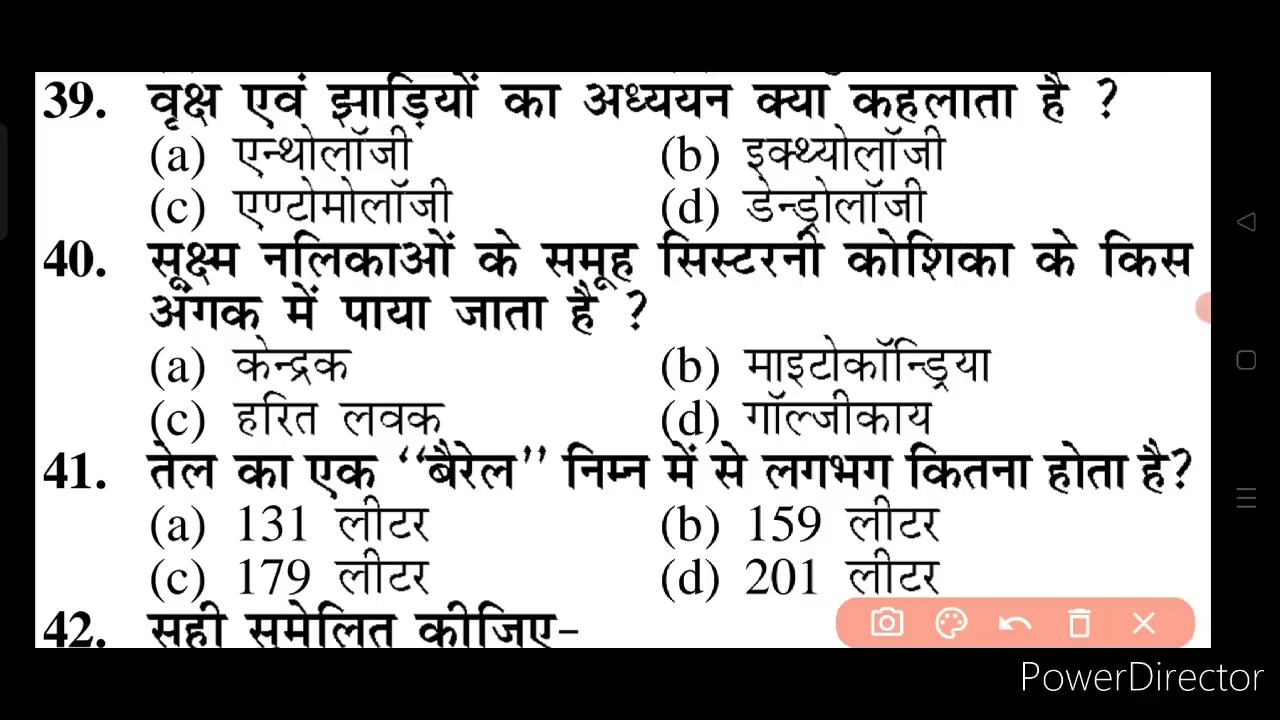 39. वृक्ष एवं झाड़ियों का अध्ययन क्या कहलाता है ?
(a) एन्थोलॉजी (b) इक्थ्योलॉजी
(c) एण्टोमोलॉजी (d) डेन्ड्रोलॉजी
40. सूक्ष्म नलिकाओं के समूह सिस्टरनी कोशिका के किस
अंगक में पाया जाता है ?
(a) केन्द्रक (b) माइटोकॉन्ड्रिया
(c) हरित लवक (d) गॉल्जीकाय
41. तेल का एक ‘‘बैरेल’’ निम्न में से लगभग कितना होता है?
(a) 131 लीटर (b) 159 लीटर
(c) 179 लीटर (d) 201 लीटर
42. सही सुमेलित कीजिए–
PowerDirector